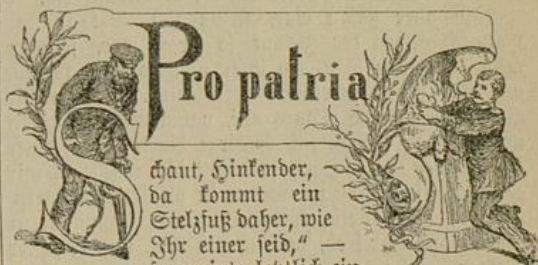 Pro patria
Schaut, Hinkender,
da kommt ein
Stelzfuß daher, wie
Ihr einer seid,“ —